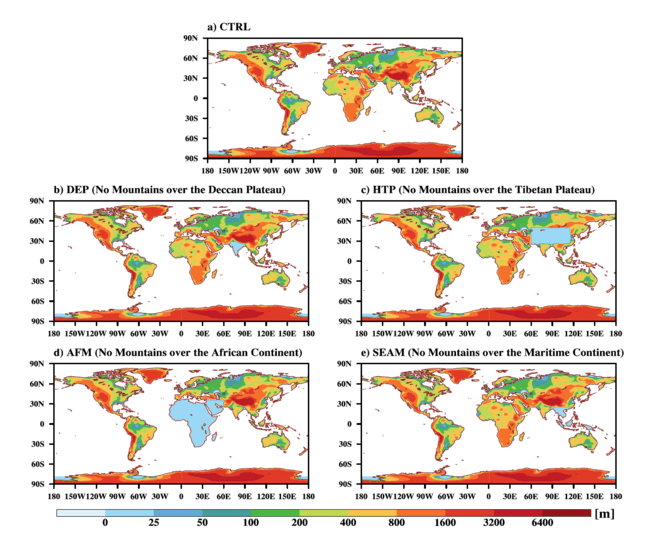 a) CTRL
90N
60N
30N
0
30S
60S
90S
180 150W 120W 90W 60W 30W 0 30E 60E 90E 120E 150E 180
b) DEP (No Mountains over the Deccan Plateau)
90N
60N
30N
0
30S
60S
90S
180 150W 120W 90W 60W 30W 0 30E 60E 90E 120E 150E 180
c) HTP (No Mountains over the Tibetan Plateau)
90N
60N
30N
0
30S
60S
90S
180 150W 120W 90W 60W 30W 0 30E 60E 90E 120E 150E 180
d) AFM (No Mountains over the African Continent)
90N
60N
30N
0
30S
60S
90S
180 150W 120W 90W 60W 30W 0 30E 60E 90E 120E 150E 180
e) SEAM (No Mountains over the Maritime Continent)
90N
60N
30N
0
30S
60S
90S
180 150W 120W 90W 60W 30W 0 30E 60E 90E 120E 150E 180
0 25 50 100 200 400 800 1600 3200 6400 [m]